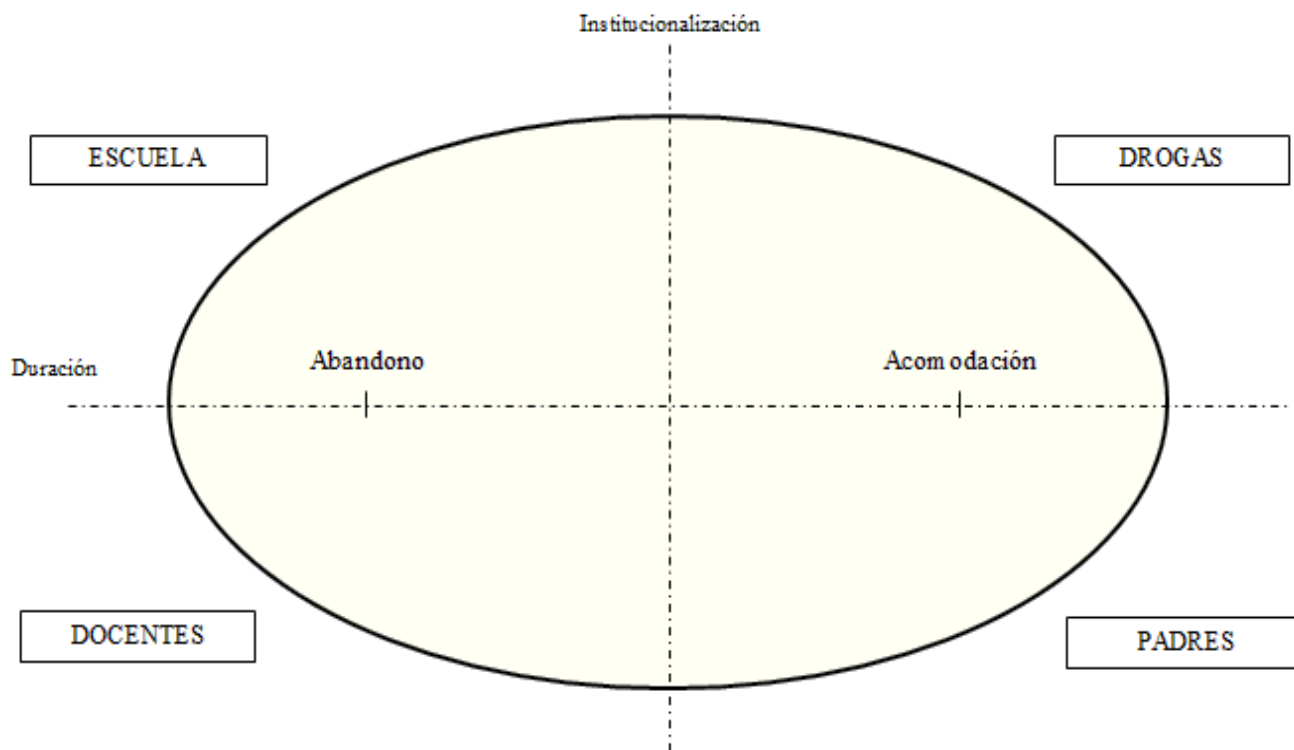 Institucionalización
ESCUELA
DROGAS
Duración
Abandono
Acomodación
DOCENTES
PADRES